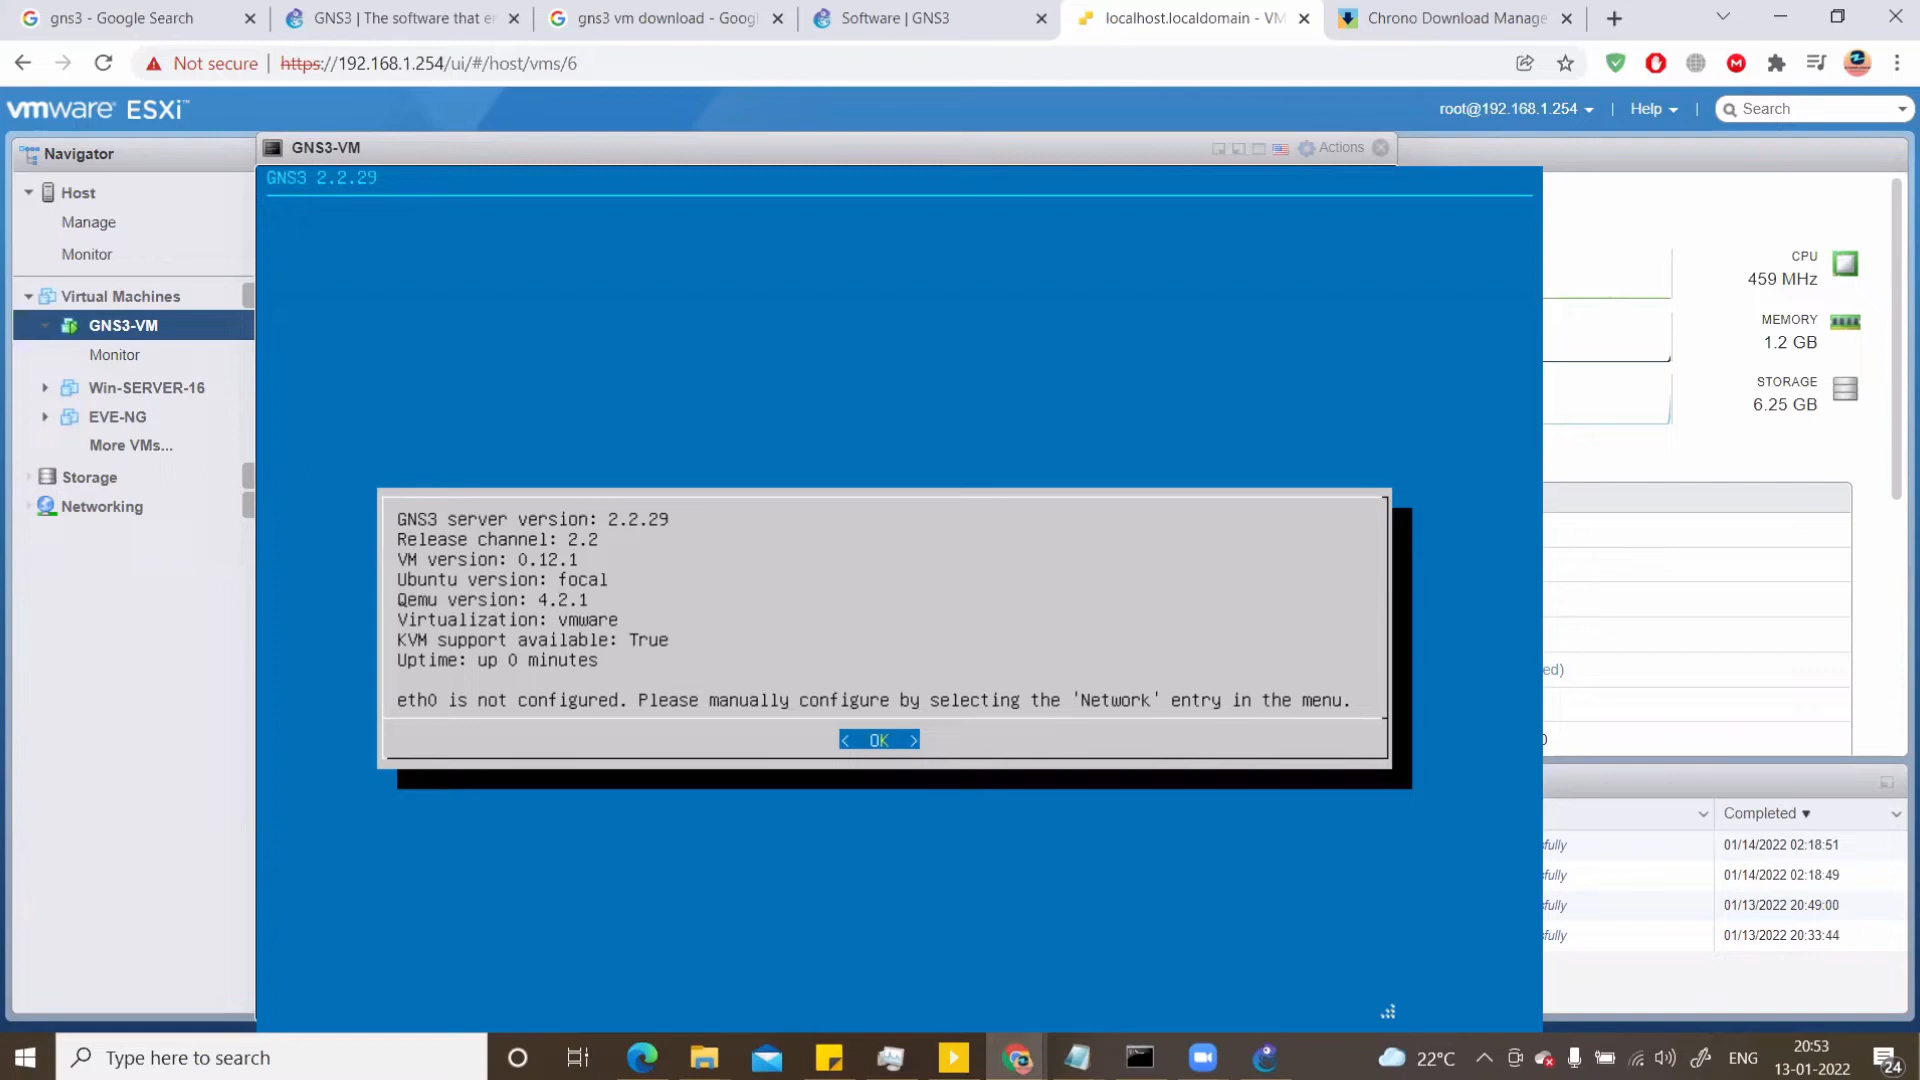 gns3 - Google Search
GNS3 | The software that e
gns3 vm download - Goog
Software | GNS3
localhost.localdomain - VM
Chrono Download Manage
Not secure
https://192.168.1.254/ui/#/host/vms/6
vmware ESXi™
root@192.168.1.254
Help
Search
Navigator
GNS3-VM
Actions
GNS3 2.2.29
Host
Manage
Monitor
Virtual Machines
GNS3-VM
Monitor
Win-SERVER-16
EVE-NG
More VMs...
Storage
Networking
CPU
459 MHz
MEMORY
1.2 GB
STORAGE
6.25 GB
GNS3 server version: 2.2.29
Release channel: 2.2
VM version: 0.12.1
Ubuntu version: focal
Qemu version: 4.2.1
Virtualization: vmware
KVM support available: True
Uptime: up 0 minutes
eth0 is not configured. Please manually configure by selecting the 'Network' entry in the menu.
< OK >
ed)
0
Completed ▼
sfully 01/14/2022 02:18:51
sfully 01/14/2022 02:18:49
sfully 01/13/2022 20:49:00
sfully 01/13/2022 20:33:44
Type here to search
22°C
ENG
20:53
13-01-2022
24